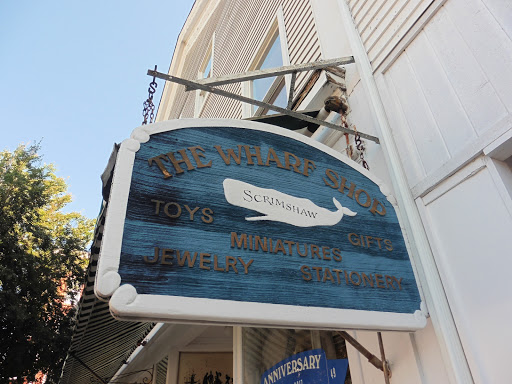 THE WHARF SHOP
SCRIMSHAW
TOYS
GIFTS
MINIATURES
JEWELRY
STATIONERY
ANNIVERSARY